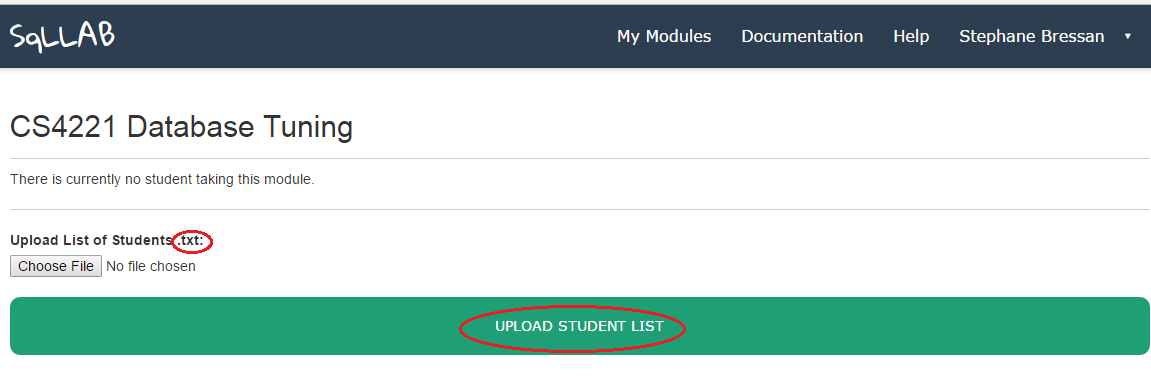 SqLLAB
My Modules Documentation Help Stephane Bressan ▼
CS4221 Database Tuning
There is currently no student taking this module.
Upload List of Students .txt:
Choose File No file chosen
UPLOAD STUDENT LIST